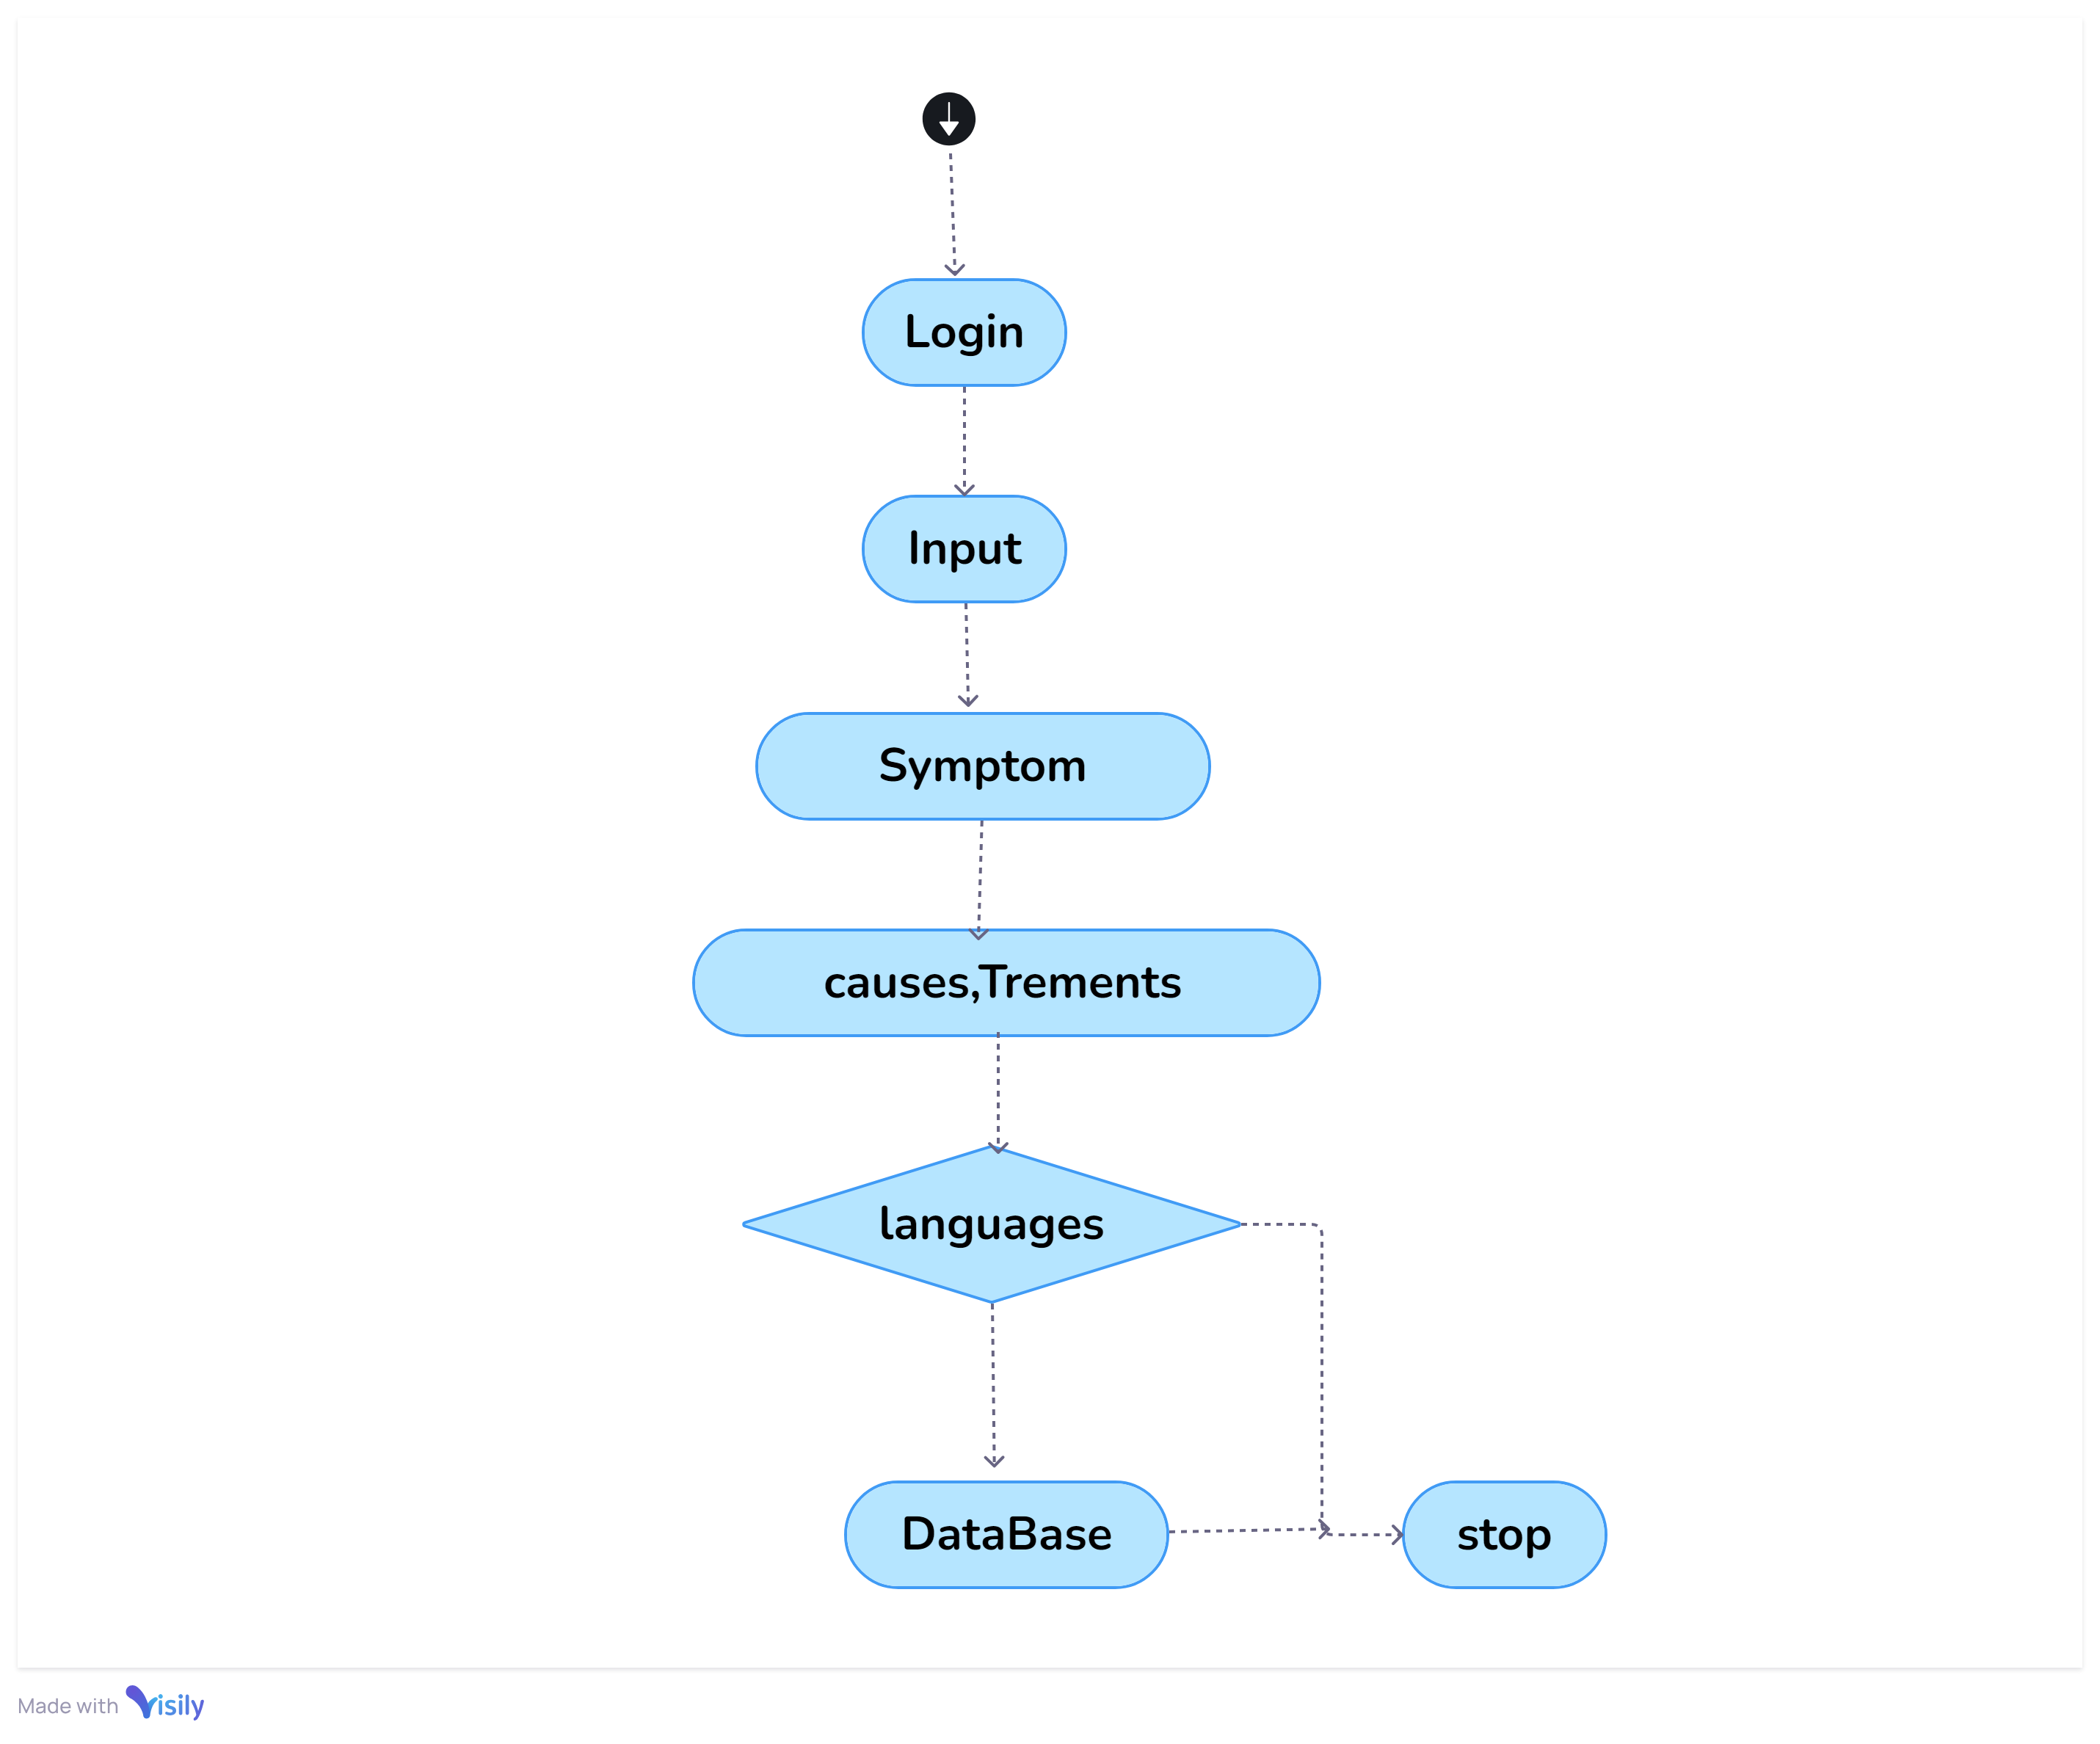 Login
Input
Symptom
causes,Trements
languages
DataBase
stop
Made with Visily